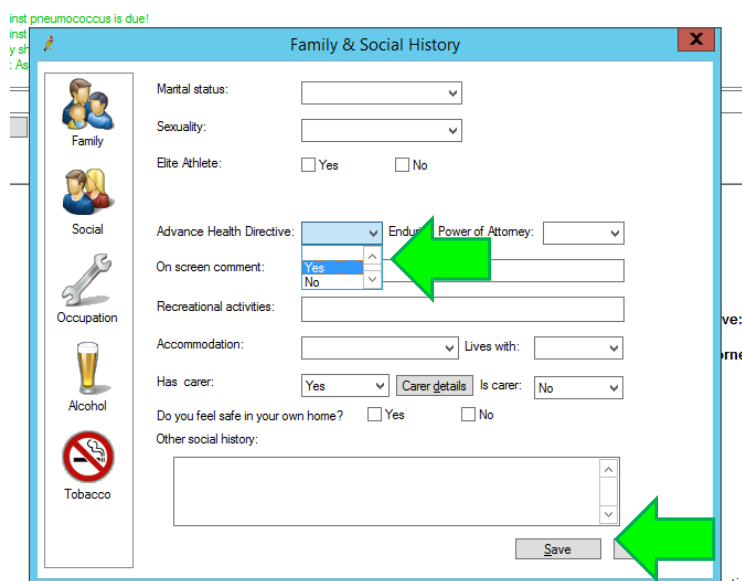 inst pneumococcus is due!
inst
y sh
: As
Family & Social History
X
Family
Social
Occupation
Alcohol
Tobacco
Marital status:
Sexuality:
Elite Athlete: Yes No
Advance Health Directive: Enduri Power of Attorney:
Yes
No
On screen comment:
Recreational activities:
Accommodation: Lives with:
Has carer: Yes Carer details Is carer: No
Do you feel safe in your own home? Yes No
Other social history:
Save
ve:
orne